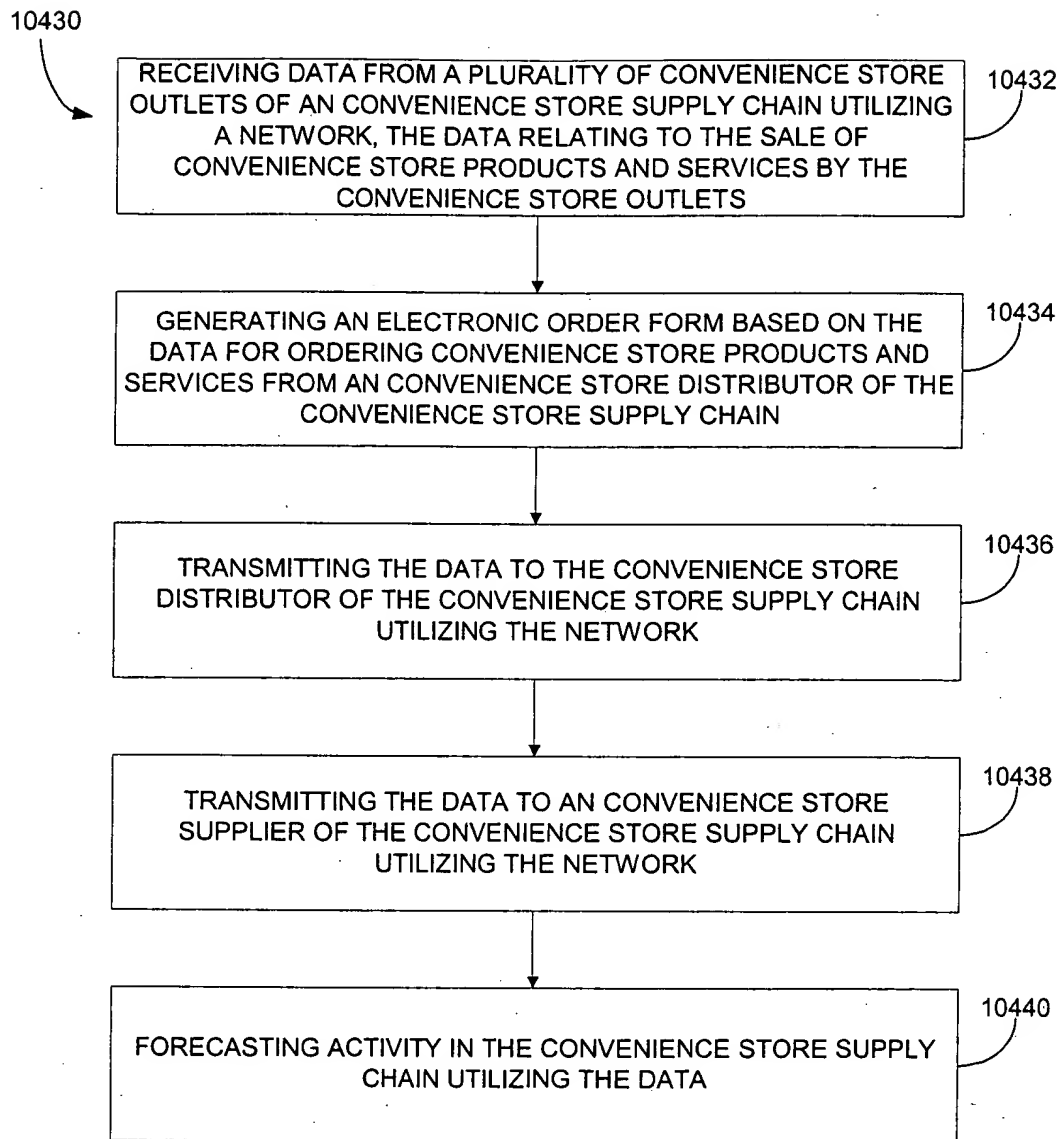 10430
RECEIVING DATA FROM A PLURALITY OF CONVENIENCE STORE
OUTLETS OF AN CONVENIENCE STORE SUPPLY CHAIN UTILIZING
A NETWORK, THE DATA RELATING TO THE SALE OF
CONVENIENCE STORE PRODUCTS AND SERVICES BY THE
CONVENIENCE STORE OUTLETS
10432
GENERATING AN ELECTRONIC ORDER FORM BASED ON THE
DATA FOR ORDERING CONVENIENCE STORE PRODUCTS AND
SERVICES FROM AN CONVENIENCE STORE DISTRIBUTOR OF THE
CONVENIENCE STORE SUPPLY CHAIN
10434
TRANSMITTING THE DATA TO THE CONVENIENCE STORE
DISTRIBUTOR OF THE CONVENIENCE STORE SUPPLY CHAIN
UTILIZING THE NETWORK
10436
TRANSMITTING THE DATA TO AN CONVENIENCE STORE
SUPPLIER OF THE CONVENIENCE STORE SUPPLY CHAIN
UTILIZING THE NETWORK
10438
FORECASTING ACTIVITY IN THE CONVENIENCE STORE SUPPLY
CHAIN UTILIZING THE DATA
10440